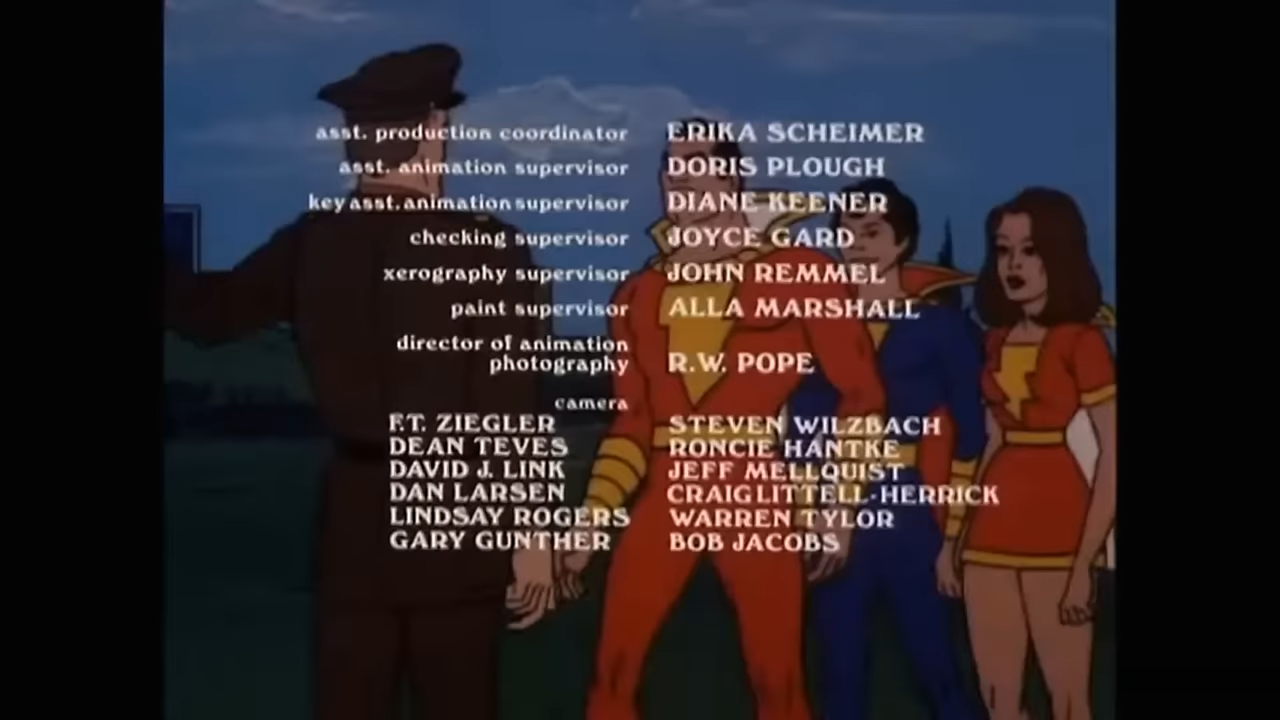 asst. production coordinator ERIKA SCHEIMER
asst. animation supervisor DORIS PLOUGH
key asst. animation supervisor DIANE KEENER
checking supervisor JOYCE GARD
xerography supervisor JOHN REMMEL
paint supervisor ALLA MARSHALL
director of animation
photography R.W. POPE
camera
F.T. ZIEGLER STEVEN WILZBACH
DEAN TEVES RONCIE HANTKE
DAVID J. LINK JEFF MELLQUIST
DAN LARSEN CRAIG LITTELL-HERRICK
LINDSAY ROGERS WARREN TYLOR
GARY GUNTHER BOB JACOBS